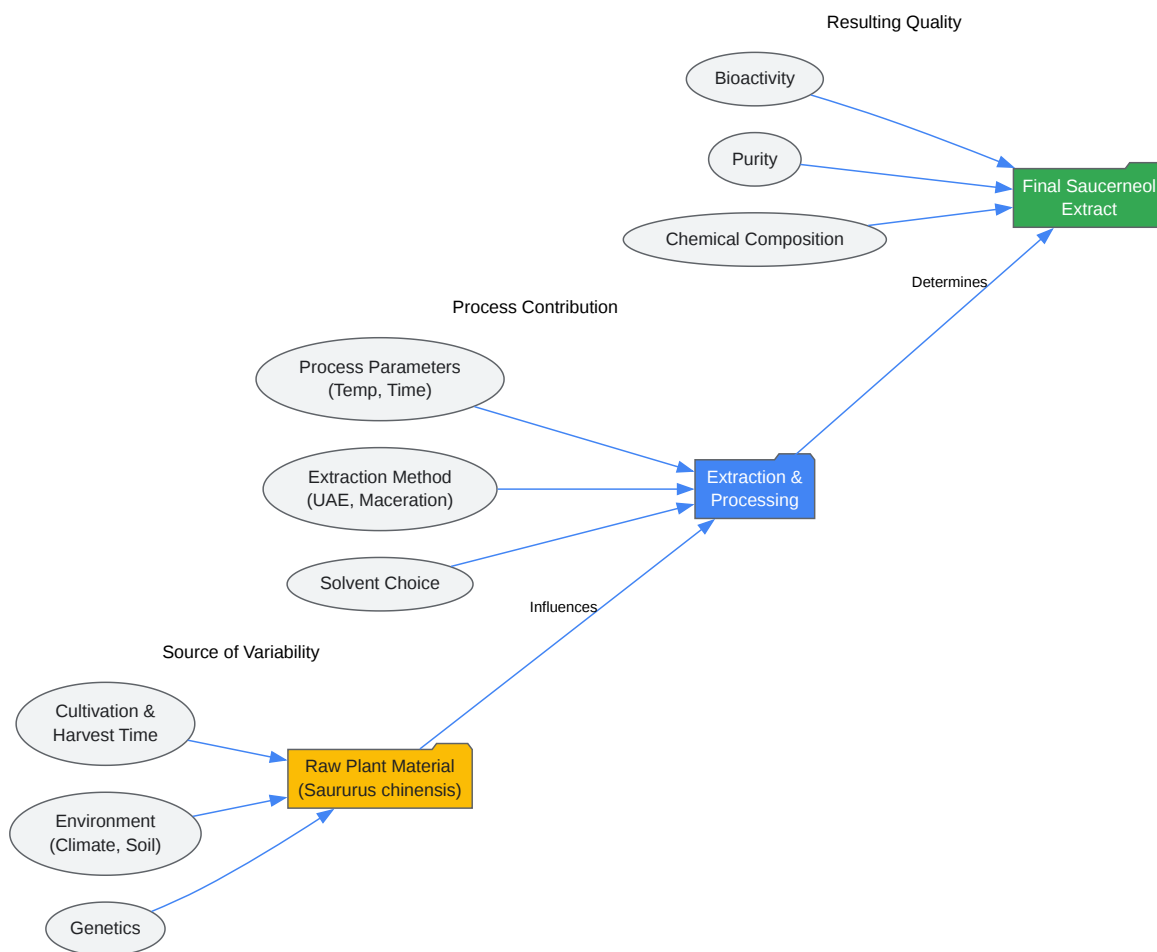 Resulting Quality
Bioactivity
Purity
Final Saucerneol
Extract
Chemical Composition
Determines
Process Contribution
Process Parameters
(Temp, Time)
Extraction Method
(UAE, Maceration)
Extraction &
Processing
Solvent Choice
Influences
Source of Variability
Cultivation &
Harvest Time
Raw Plant Material
(Saururus chinensis)
Environment
(Climate, Soil)
Genetics